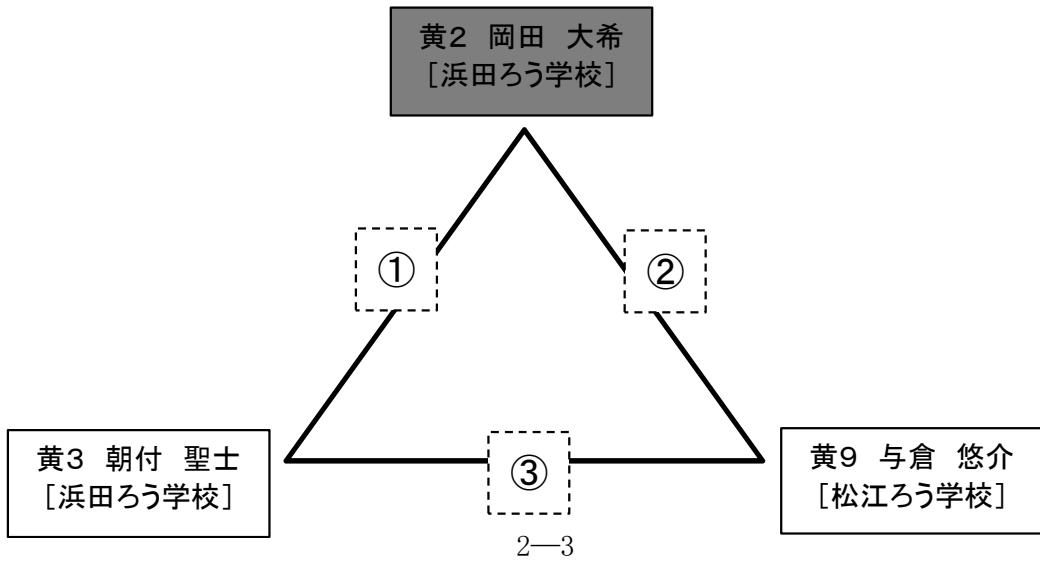 黄2　岡田　大希
［浜田ろう学校］
①
②
黄3　朝付　聖士
［浜田ろう学校］
③
黄9　与倉　悠介
［松江ろう学校］
2―3